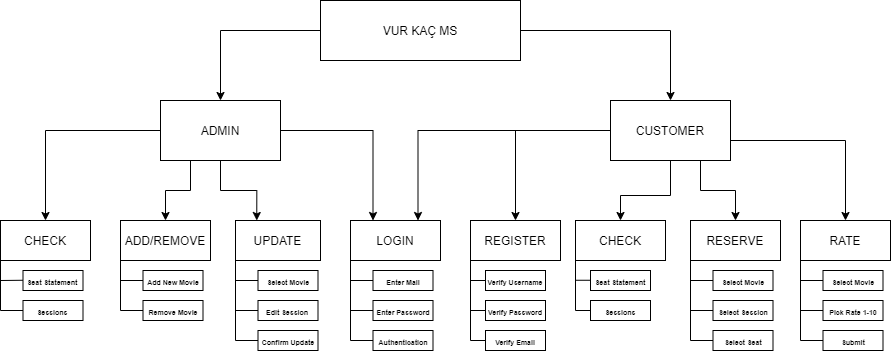 VUR KAÇ MS
ADMIN
CUSTOMER
CHECK
ADD/REMOVE
UPDATE
LOGIN
REGISTER
CHECK
RESERVE
RATE
Seat Statement
Add New Movie
Select Movie
Enter Mail
Verify Username
Seat Statement
Select Movie
Select Movie
Sessions
Remove Movie
Edit Session
Enter Password
Verify Password
Sessions
Select Session
Pick Rate 1-10
Confirm Update
Authentication
Verify Email
Select Seat
Submit